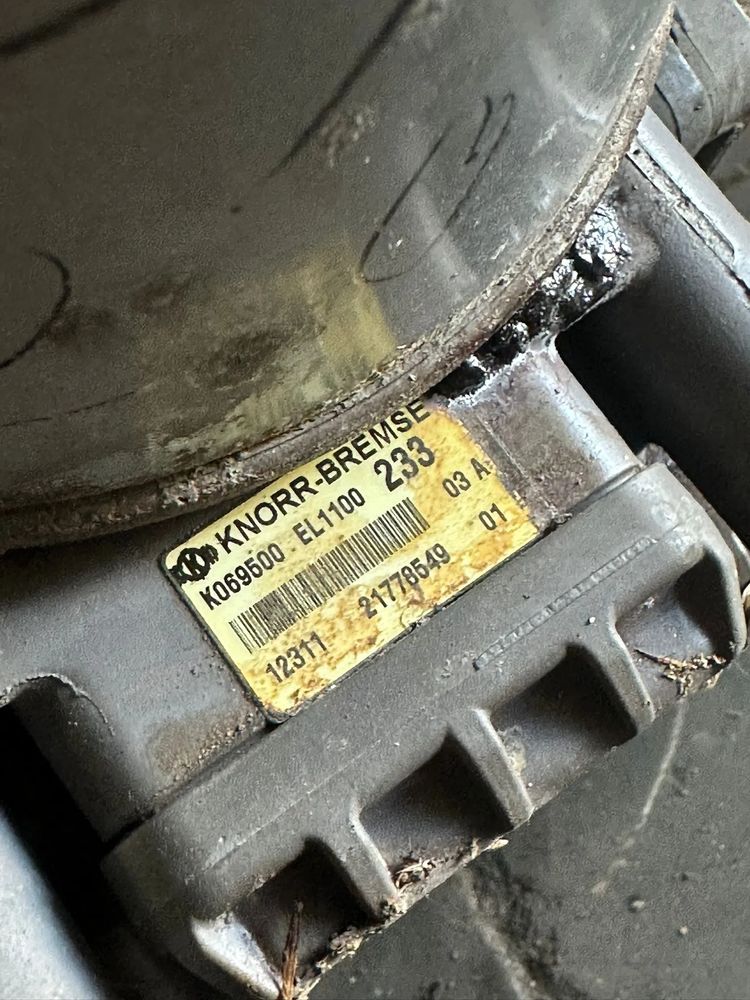 KNORR-BREMSE
K069500 EL1100 233
03 A
12311 21778549 01